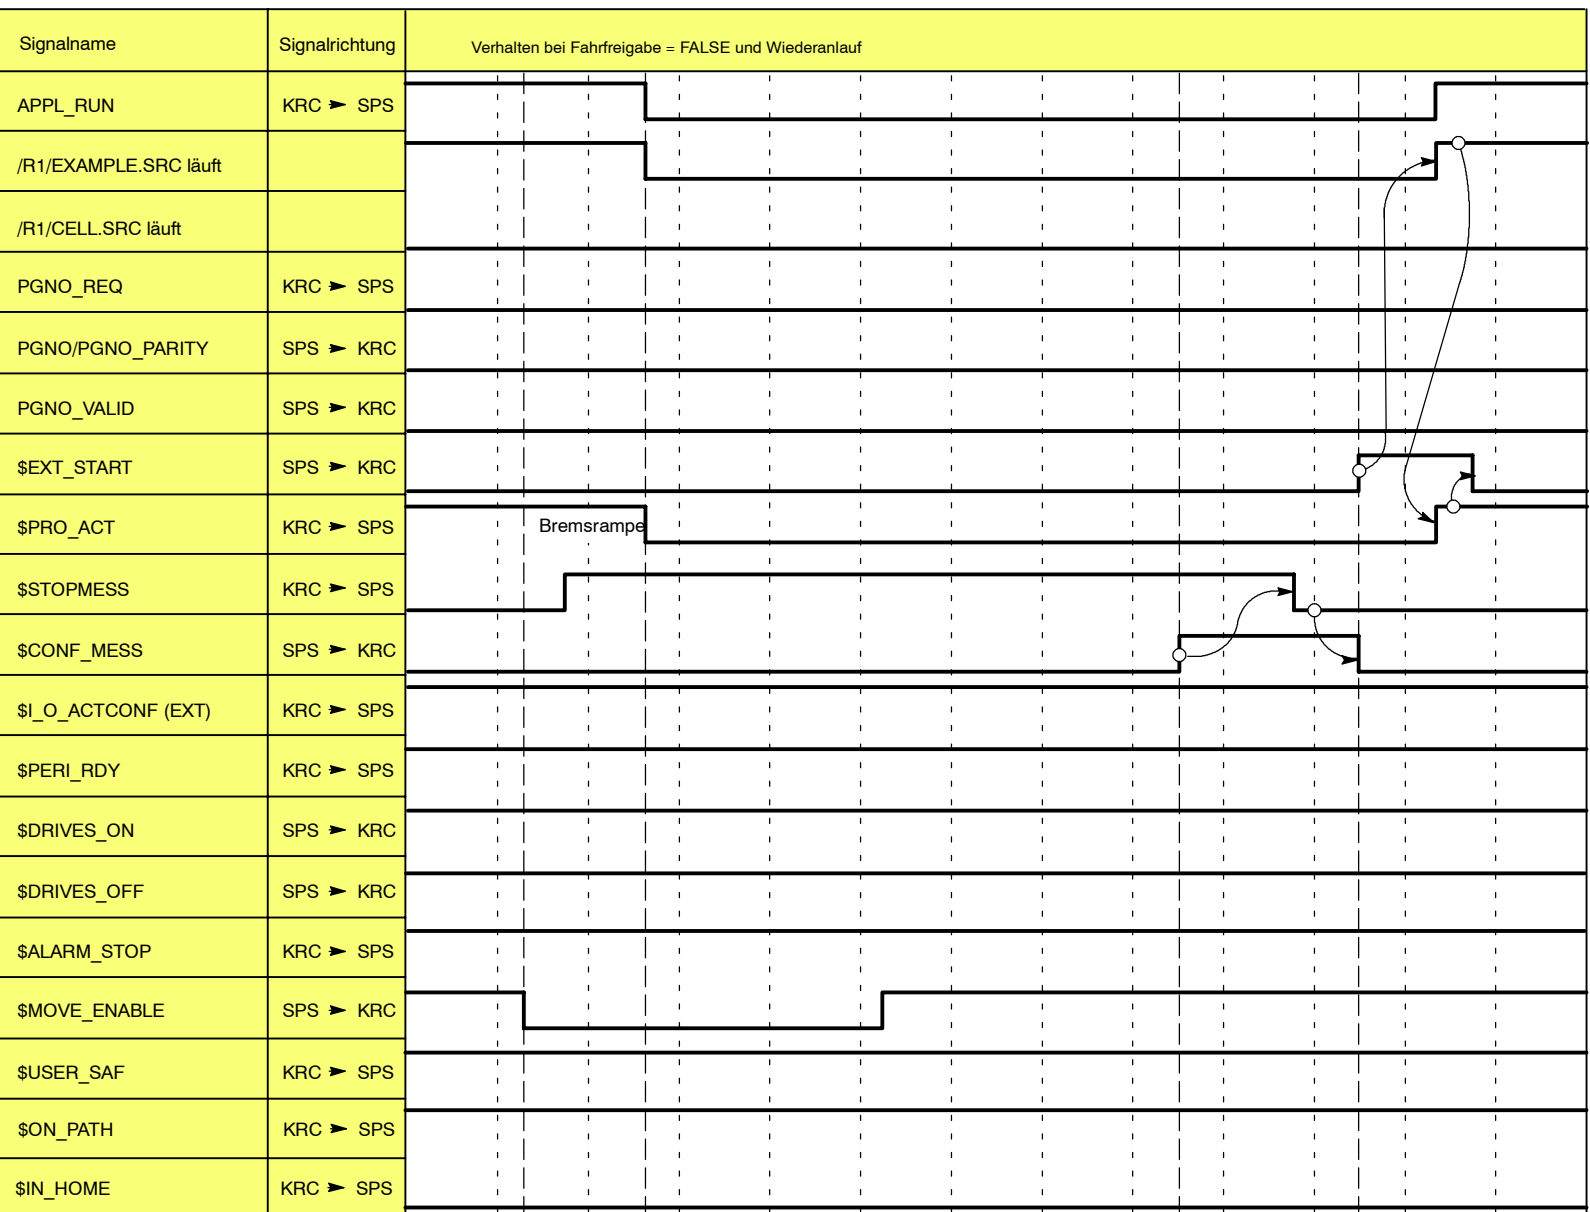 Signalname Signalrichtung Verhalten bei Fahrfreigabe = FALSE und Wiederanlauf
APPL_RUN KRC ➛ SPS
/R1/EXAMPLE.SRC läuft
/R1/CELL.SRC läuft
PGNO_REQ KRC ➛ SPS
PGNO/PGNO_PARITY SPS ➛ KRC
PGNO_VALID SPS ➛ KRC
$EXT_START SPS ➛ KRC
$PRO_ACT KRC ➛ SPS Bremsrampe
$STOPMESS KRC ➛ SPS
$CONF_MESS SPS ➛ KRC
$I_O_ACTCONF (EXT) KRC ➛ SPS
$PERI_RDY KRC ➛ SPS
$DRIVES_ON SPS ➛ KRC
$DRIVES_OFF SPS ➛ KRC
$ALARM_STOP KRC ➛ SPS
$MOVE_ENABLE SPS ➛ KRC
$USER_SAF KRC ➛ SPS
$ON_PATH KRC ➛ SPS
$IN_HOME KRC ➛ SPS